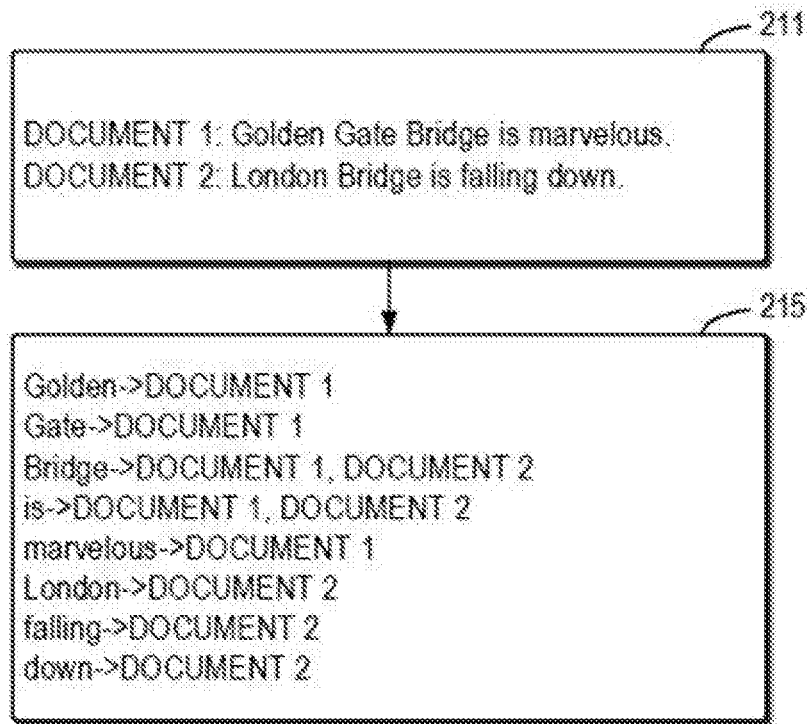 211
DOCUMENT 1: Golden Gate Bridge is marvelous.
DOCUMENT 2: London Bridge is falling down.
215
Golden->DOCUMENT 1
Gate->DOCUMENT 1
Bridge->DOCUMENT 1, DOCUMENT 2
is->DOCUMENT 1, DOCUMENT 2
marvelous->DOCUMENT 1
London->DOCUMENT 2
falling->DOCUMENT 2
down->DOCUMENT 2